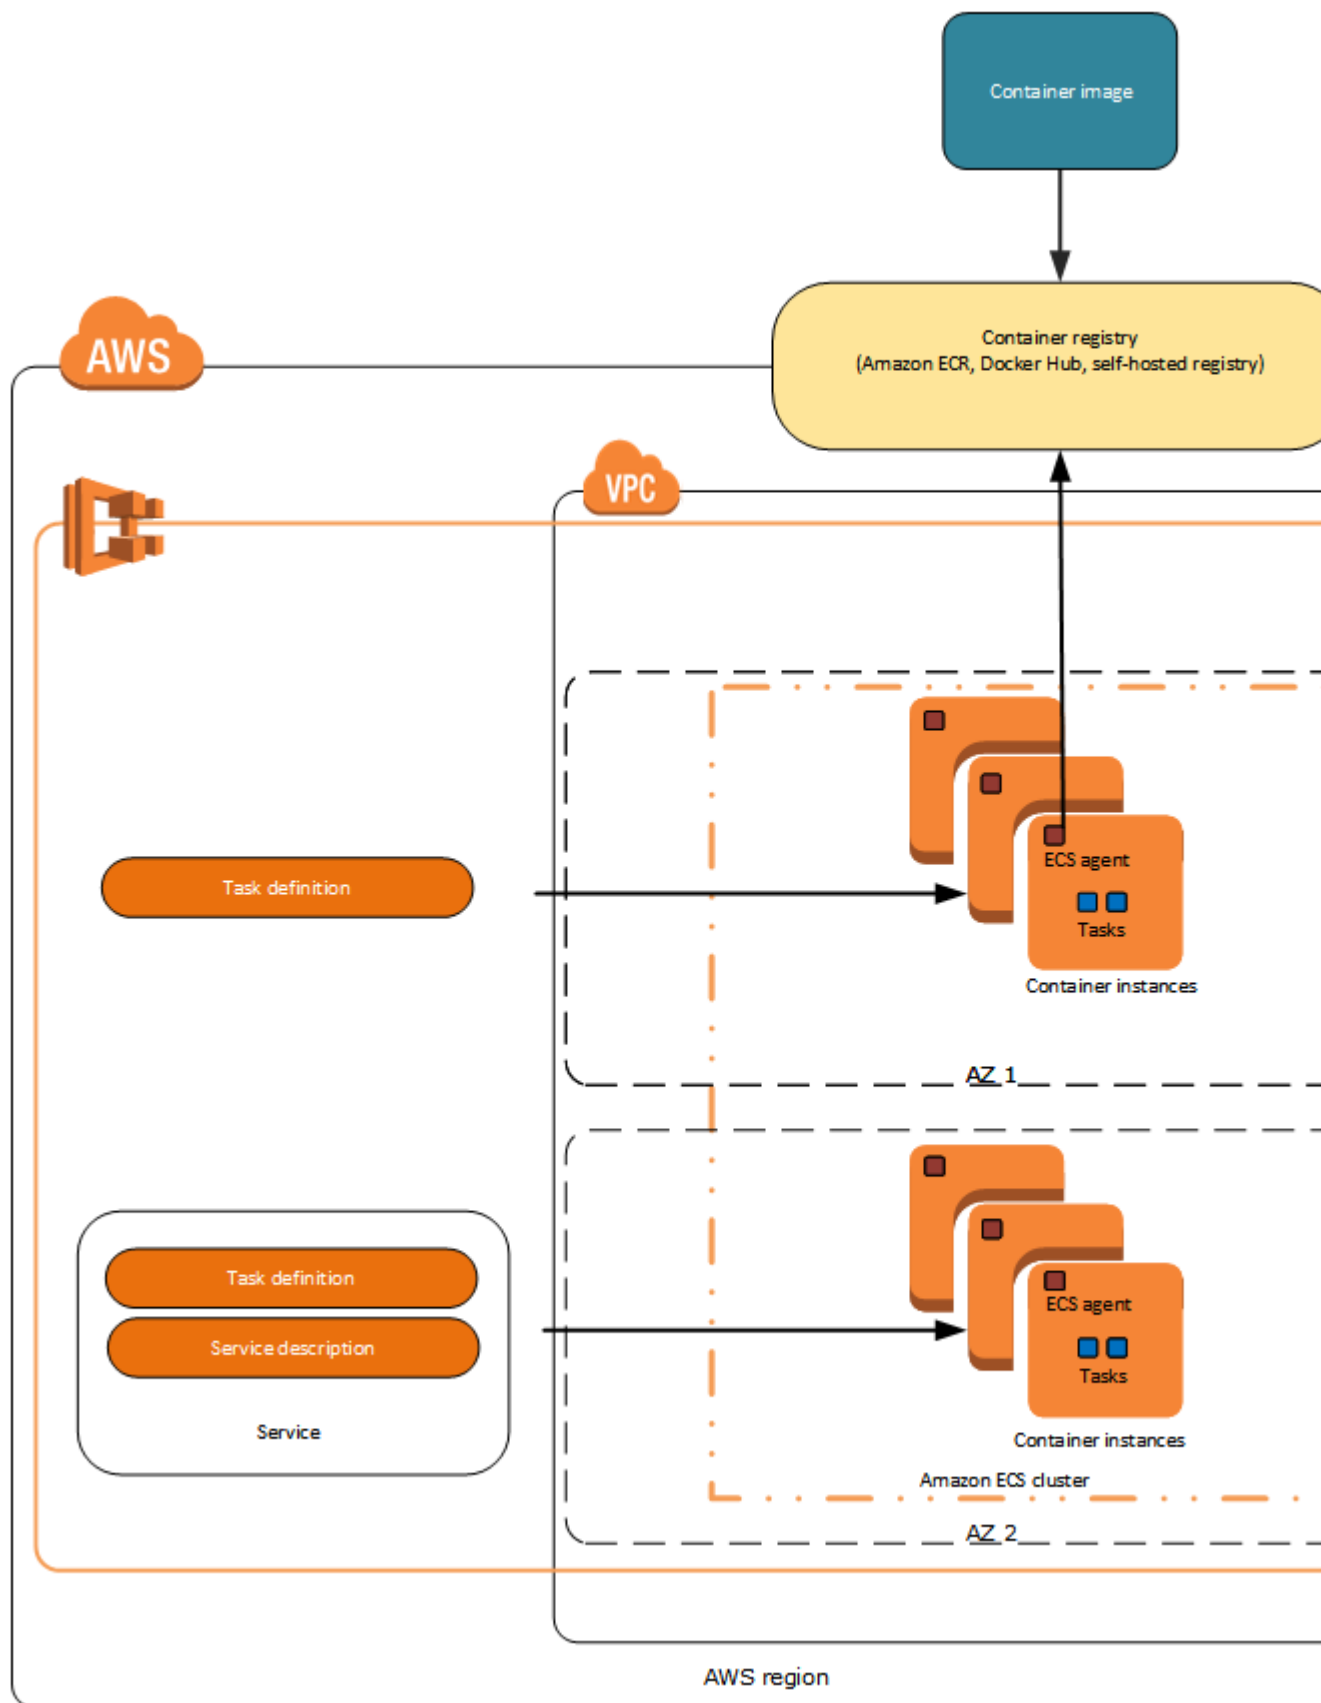 Container image
Container registry
(Amazon ECR, Docker Hub, self-hosted registry)
AWS
VPC
ECS agent
Task definition
Tasks
Container instances
AZ 1
Task definition
ECS agent
Service description
Tasks
Service
Container instances
Amazon ECS cluster
AZ 2
AWS region